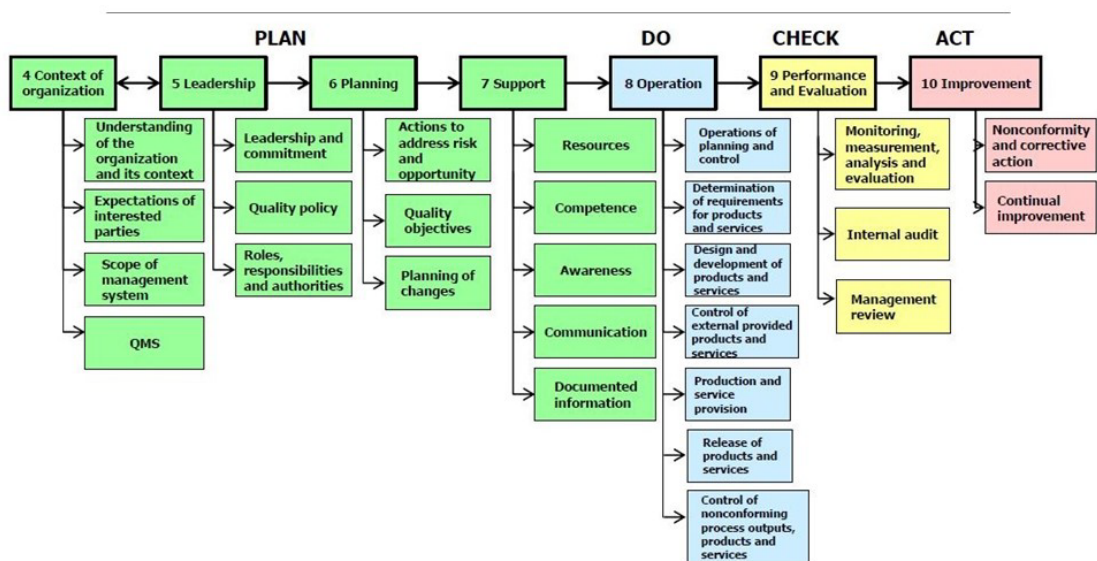 PLAN
DO
CHECK
ACT
4 Context of
organization
5 Leadership
6 Planning
7 Support
8 Operation
9 Performance
and Evaluation
10 Improvement
Understanding
of the
organization
and its context
Expectations of
interested
parties
Scope of
management
system
QMS
Leadership and
commitment
Quality policy
Roles,
responsibilities
and authorities
Actions to
address risk
and
opportunity
Quality
objectives
Planning of
changes
Resources
Competence
Awareness
Communication
Documented
information
Operations of
planning and
control
Determination
of requirements
for products
and services
Design and
development of
products and
services
Control of
external provided
products and
services
Production and
service
provision
Release of
products and
services
Control of
nonconforming
process outputs,
products and
services
Monitoring,
measurement,
analysis and
evaluation
Internal audit
Management
review
Nonconformity
and corrective
action
Continual
improvement